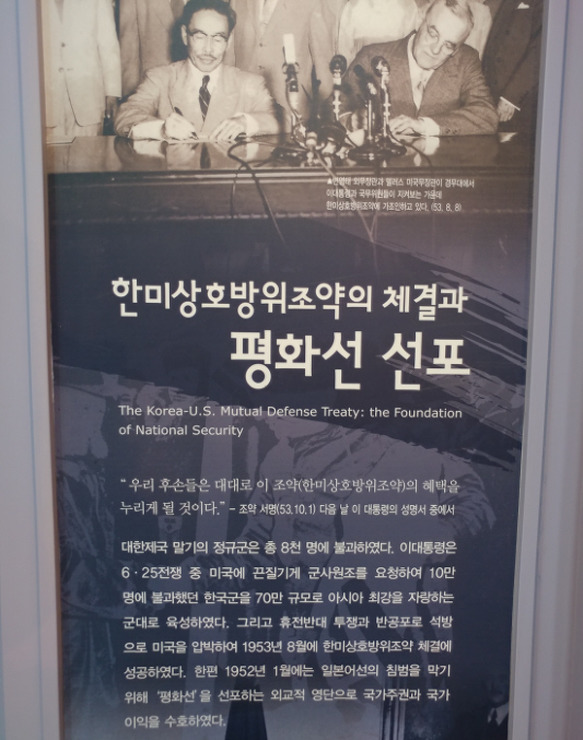 ▲변영태 외무장관과 덜레스 미국무장관이 경무대에서
이대통령과 국무위원들이 지켜보는 가운데
한미상호방위조약에 가조인하고 있다. (53. 8. 8)
한미상호방위조약의 체결과
평화선 선포
The Korea-U.S. Mutual Defense Treaty: the Foundation
of National Security
“우리 후손들은 대대로 이 조약(한미상호방위조약)의 혜택을
누리게 될 것이다.” – 조약 서명(53.10.1) 다음 날 이 대통령의 성명서 중에서
대한제국 말기의 정규군은 총 8천 명에 불과하였다. 이대통령은
6·25전쟁 중 미국에 끈질기게 군사원조를 요청하여 10만
명에 불과했던 한국군을 70만 규모로 아시아 최강을 자랑하는
군대로 육성하였다. 그리고 휴전반대 투쟁과 반공포로 석방
으로 미국을 압박하여 1953년 8월에 한미상호방위조약 체결에
성공하였다. 한편 1952년 1월에는 일본어선의 침범을 막기
위해 ‘평화선’을 선포하는 외교적 영단으로 국가주권과 국가
이익을 수호하였다.